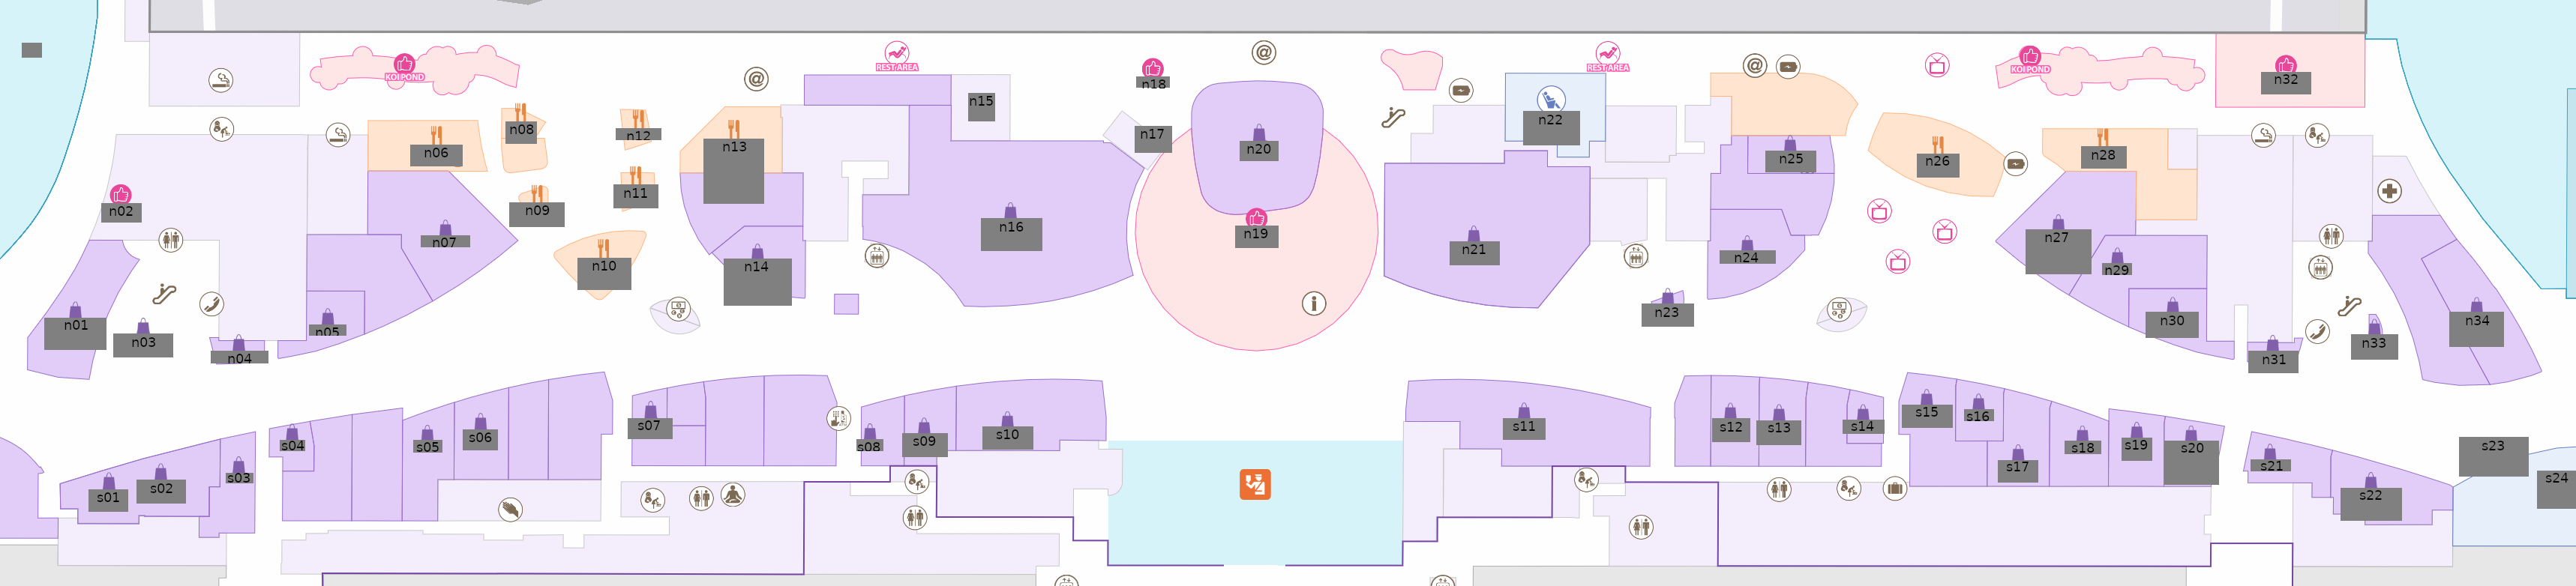 REST AREA
REST AREA
@
n18
@
@
KOI POND
KOI POND
n32
n15
n08
n12
n17
n22
n13
n20
n06
n25
n28
n26
n11
n02
n09
n16
n19
n07
n21
n27
n24
n14
n10
n29
n23
i
n01
n05
n03
n04
n30
n34
n33
n31
s15
s16
s07
s12
s13
s14
s11
s10
s09
s08
s06
s05
s04
s18
s19
s20
s23
s03
s21
s17
s24
s02
s01
s22